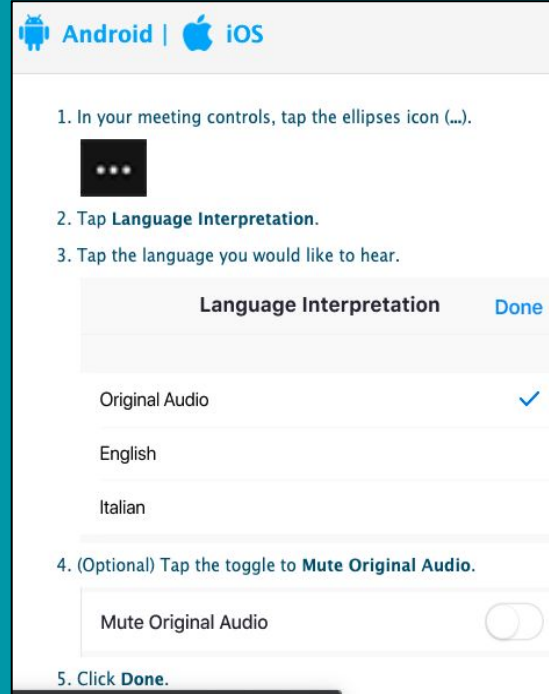 Android | iOS
1. In your meeting controls, tap the ellipses icon (...).
2. Tap Language Interpretation.
3. Tap the language you would like to hear.
Language Interpretation Done
Original Audio
English
Italian
4. (Optional) Tap the toggle to Mute Original Audio.
Mute Original Audio
5. Click Done.